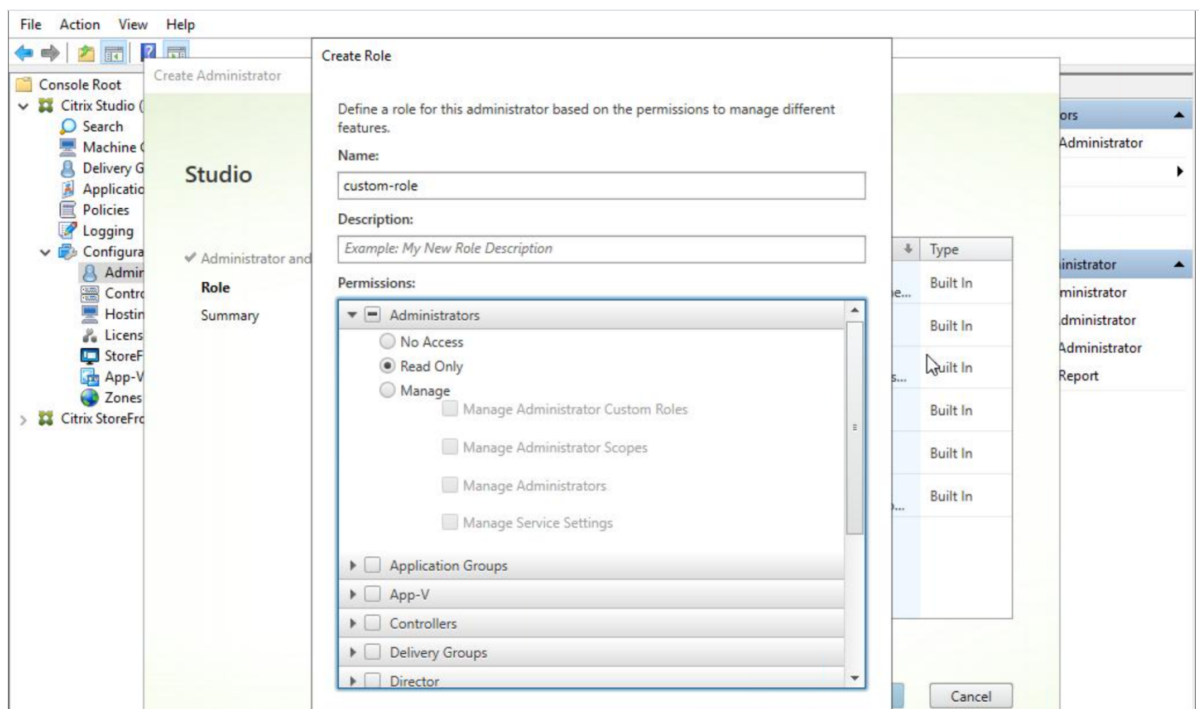 File Action View Help
Create Role
Create Administrator
Console Root
Citrix Studio (
Search
Machine
Delivery G
Applicatio
Policies
Logging
Configura
Admir
Contro
Hostin
Licens
StoreF
App-V
Zones
Citrix StoreFro
Studio
Administrator and
Role
Summary
Define a role for this administrator based on the permissions to manage different
features.
Name:
custom-role
Description:
Example: My New Role Description
Permissions:
Administrators
No Access
Read Only
Manage
Manage Administrator Custom Roles
Manage Administrator Scopes
Manage Administrators
Manage Service Settings
Application Groups
App-V
Controllers
Delivery Groups
Director
Type
Built In
Built In
Built In
Built In
Built In
Built In
Cancel
ors
Administrator
inistrator
ministrator
dministrator
Administrator
Report